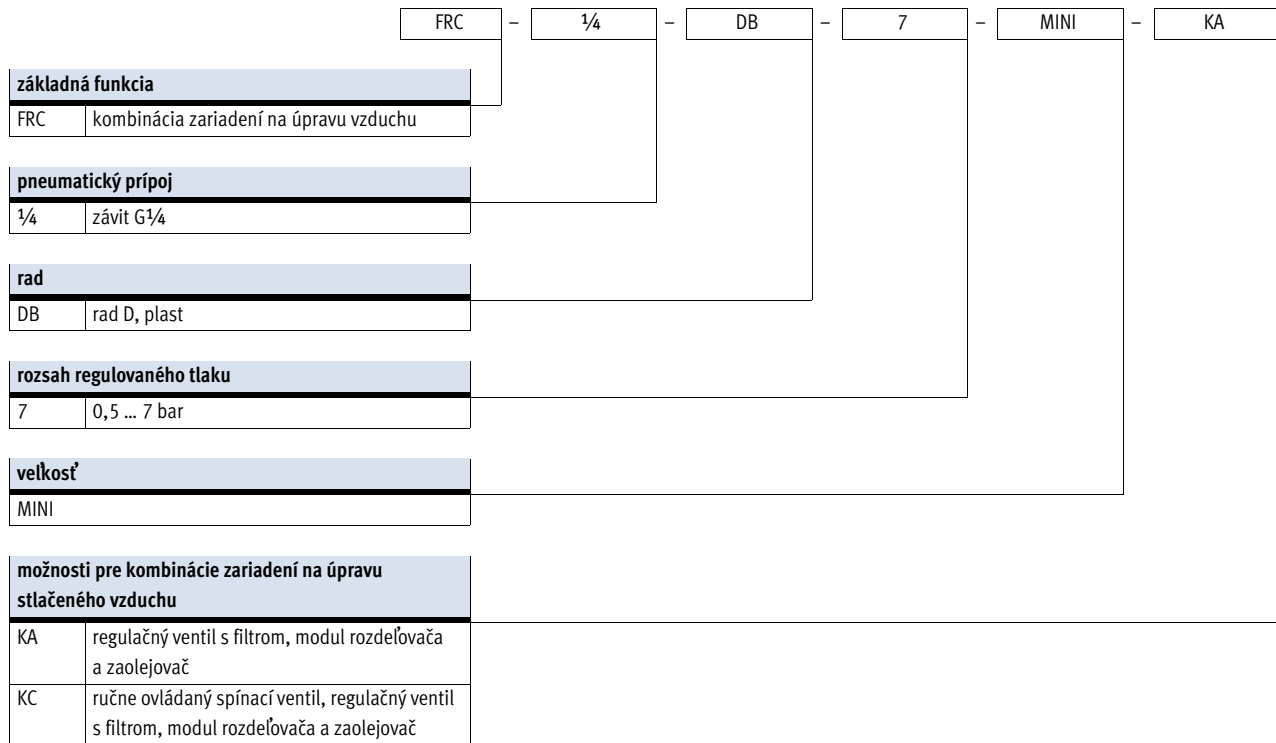 FRC – ¼ – DB – 7 – MINI – KA
základná funkcia
FRC kombinácia zariadení na úpravu vzduchu
pneumatický prípoj
¼ závit G¼
rad
DB rad D, plast
rozsah regulovaného tlaku
7 0,5 … 7 bar
veľkosť
MINI
možnosti pre kombinácie zariadení na úpravu
stlačeného vzduchu
KA regulačný ventil s filtrom, modul rozdeľovača
a zaolejovač
KC ručne ovládaný spínací ventil, regulačný ventil
s filtrom, modul rozdeľovača a zaolejovač